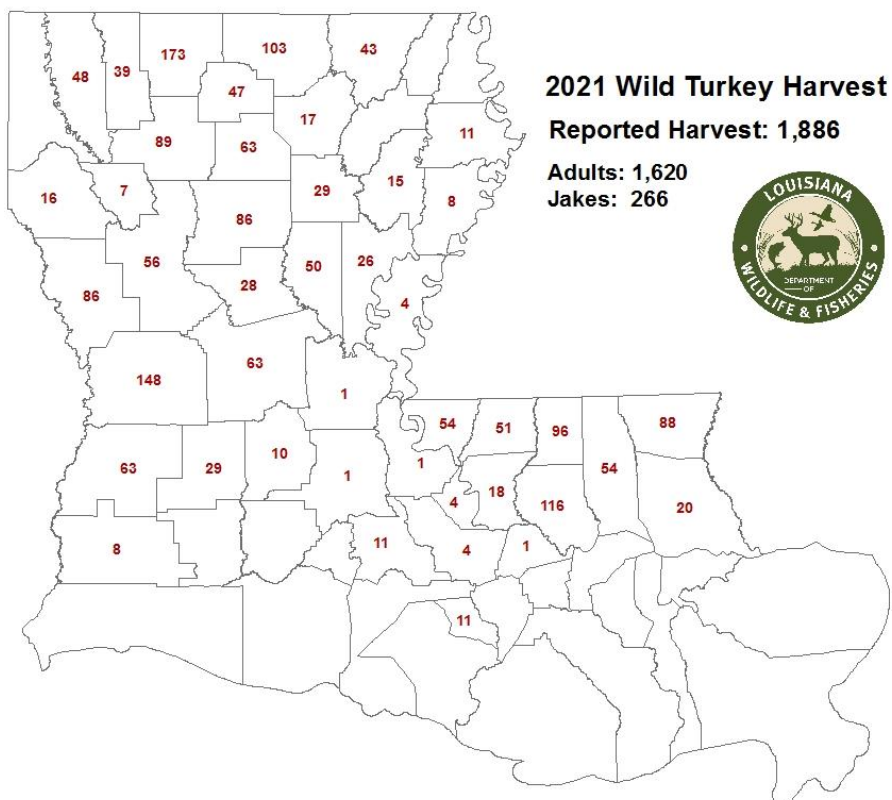 2021 Wild Turkey Harvest
Reported Harvest: 1,886
Adults: 1,620
Jakes: 266
LOUISIANA
DEPARTMENT
OF
WILDLIFE & FISHERIES
48 39 173 103 43
47
17
89 63 11
16 7 29 15 8
86
56 50 26
86 28 4
148 63
1
54 51 96 88
63 29 10 1 54
1 4 18 116 20
8 11 4 1
11